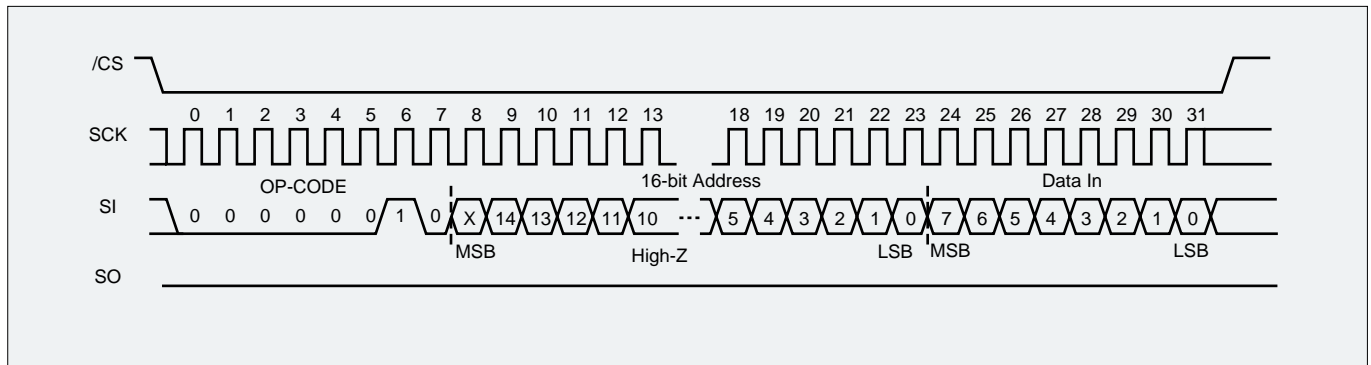 /CS
0 1 2 3 4 5 6 7 8 9 10 11 12 13 18 19 20 21 22 23 24 25 26 27 28 29 30 31
SCK
OP-CODE 16-bit Address Data In
SI 0 0 0 0 0 0 1 0 X 14 13 12 11 10 ... 5 4 3 2 1 0 7 6 5 4 3 2 1 0
MSB High-Z LSB MSB LSB
SO